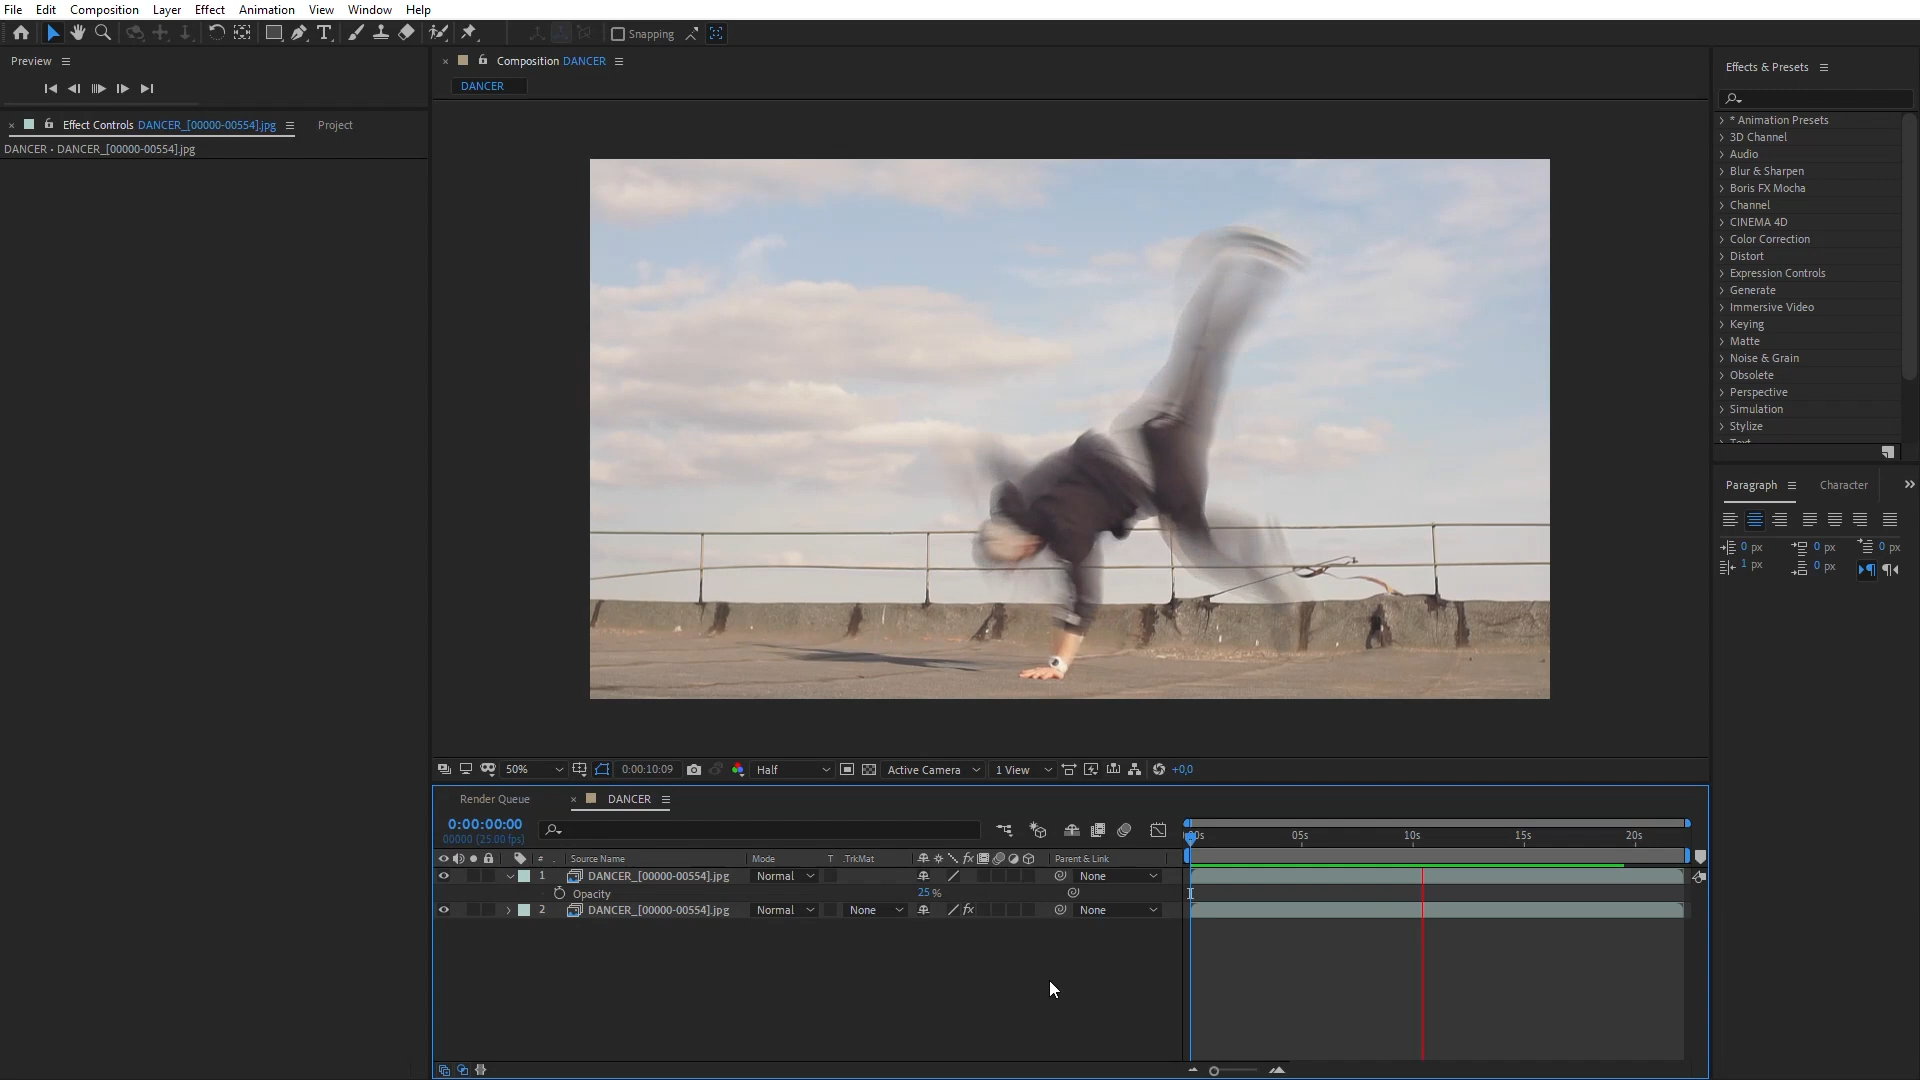 File Edit Composition Layer Effect Animation View Window Help
Snapping
Preview
Composition DANCER
Effects & Presets
DANCER
Effect Controls DANCER_[00000-00554].jpg
Project
DANCER • DANCER_[00000-00554].jpg
* Animation Presets
3D Channel
Audio
Blur & Sharpen
Boris FX Mocha
Channel
CINEMA 4D
Color Correction
Distort
Expression Controls
Generate
Immersive Video
Keying
Matte
Noise & Grain
Obsolete
Perspective
Simulation
Stylize
Text
Paragraph Character
0 px 0 px 0 px
1 px 0 px
50% 0:00:10:09 Half Active Camera 1 View +0,0
Render Queue DANCER
0:00:00:00
00000 (25.00 fps)
05s 10s 15s 20s
# Source Name Mode T .TrkMat fx Parent & Link
1 DANCER_[00000-00554].jpg Normal None
Opacity 25 %
2 DANCER_[00000-00554].jpg Normal None fx None